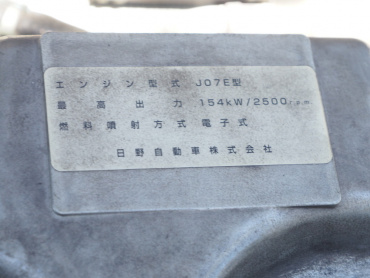 エンジン型式 J07E型
最高出力 154kW/2500r.p.m
燃料噴射方式 電子式
日野自動車株式会社